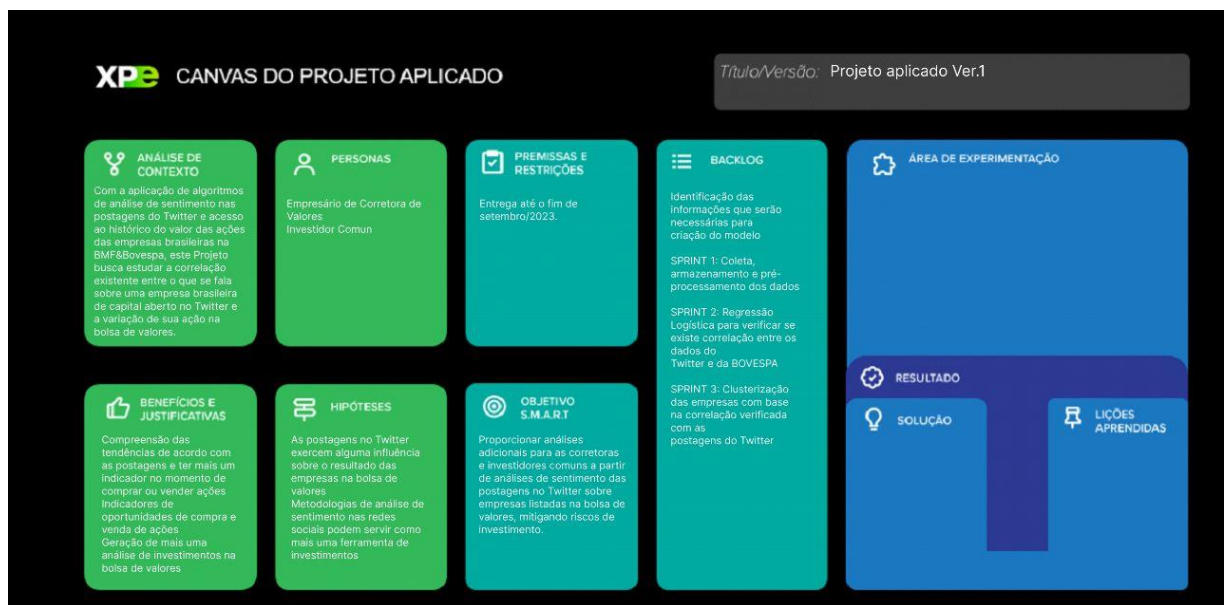 XPe CANVAS DO PROJETO APLICADO
Título/Versão: Projeto aplicado Ver.1
ANÁLISE DE
CONTEXTO
Com a aplicação de algoritmos
de análise de sentimento nas
postagens do Twitter e acesso
ao histórico do valor das ações
das empresas brasileiras na
BMF&Bovespa, este Projeto
busca estudar a correlação
existente entre o que se fala
sobre uma empresa brasileira
de capital aberto no Twitter e
a variação de sua ação na
bolsa de valores.
PERSONAS
Empresário de Corretora de
Valores
Investidor Comun
PREMISSAS E
RESTRIÇÕES
Entrega até o fim de
setembro/2023.
BACKLOG
Identificação das
informações que serão
necessárias para
criação do modelo
SPRINT 1: Coleta,
armazenamento e pré-
processamento dos dados
SPRINT 2: Regressão
Logística para verificar se
existe correlação entre os
dados do
Twitter e da BOVESPA
SPRINT 3: Clusterização
das empresas com base
na correlação verificada
com as
postagens do Twitter
ÁREA DE EXPERIMENTAÇÃO
BENEFÍCIOS E
JUSTIFICATIVAS
Compreensão das
tendências de acordo com
as postagens e ter mais um
indicador no momento de
comprar ou vender ações
Indicadores de
oportunidades de compra e
venda de ações
Geração de mais uma
análise de investimentos na
bolsa de valores
HIPÓTESES
As postagens no Twitter
exercem alguma influência
sobre o resultado das
empresas na bolsa de
valores
Metodologias de análise de
sentimento nas redes
sociais podem servir como
mais uma ferramenta de
investimentos
OBJETIVO
S.M.A.R.T
Proporcionar análises
adicionais para as corretoras
e investidores comuns a partir
de análises de sentimento das
postagens no Twitter sobre
empresas listadas na bolsa de
valores, mitigando riscos de
investimento.
RESULTADO
SOLUÇÃO
LIÇÕES
APRENDIDAS